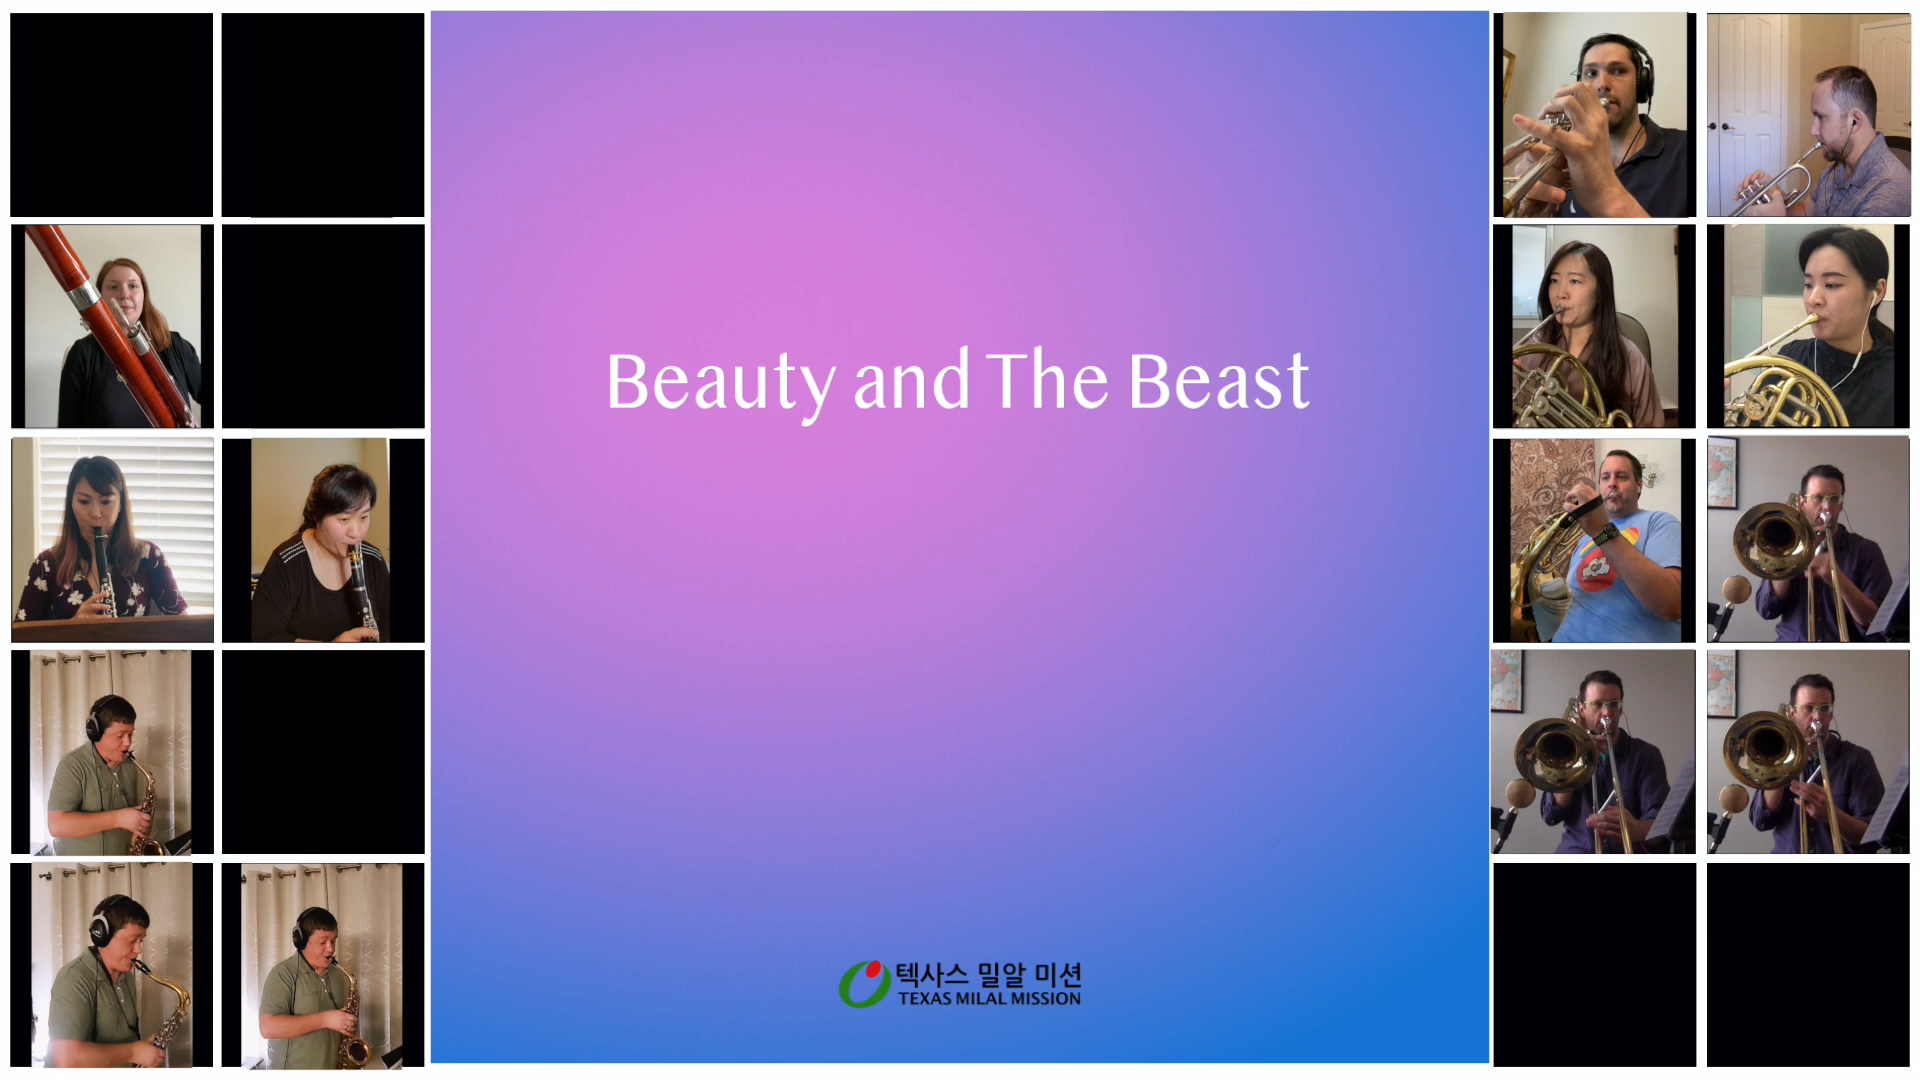 Beauty and The Beast
텍사스 밀알 미션
TEXAS MILAL MISSION